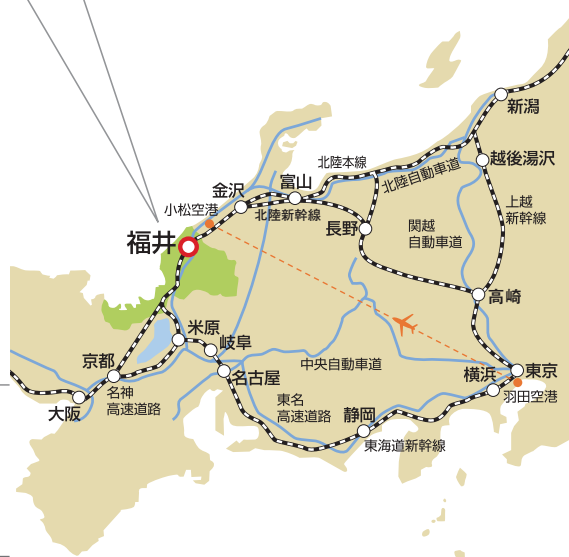 新潟
越後湯沢
北陸本線
北陸自動車道
富山
金沢
上越
新幹線
小松空港
北陸新幹線
長野
関越
自動車道
福井
高崎
米原
岐阜
京都
中央自動車道
名古屋
東京
横浜
名神
高速道路
東名
高速道路
羽田空港
大阪
静岡
東海道新幹線